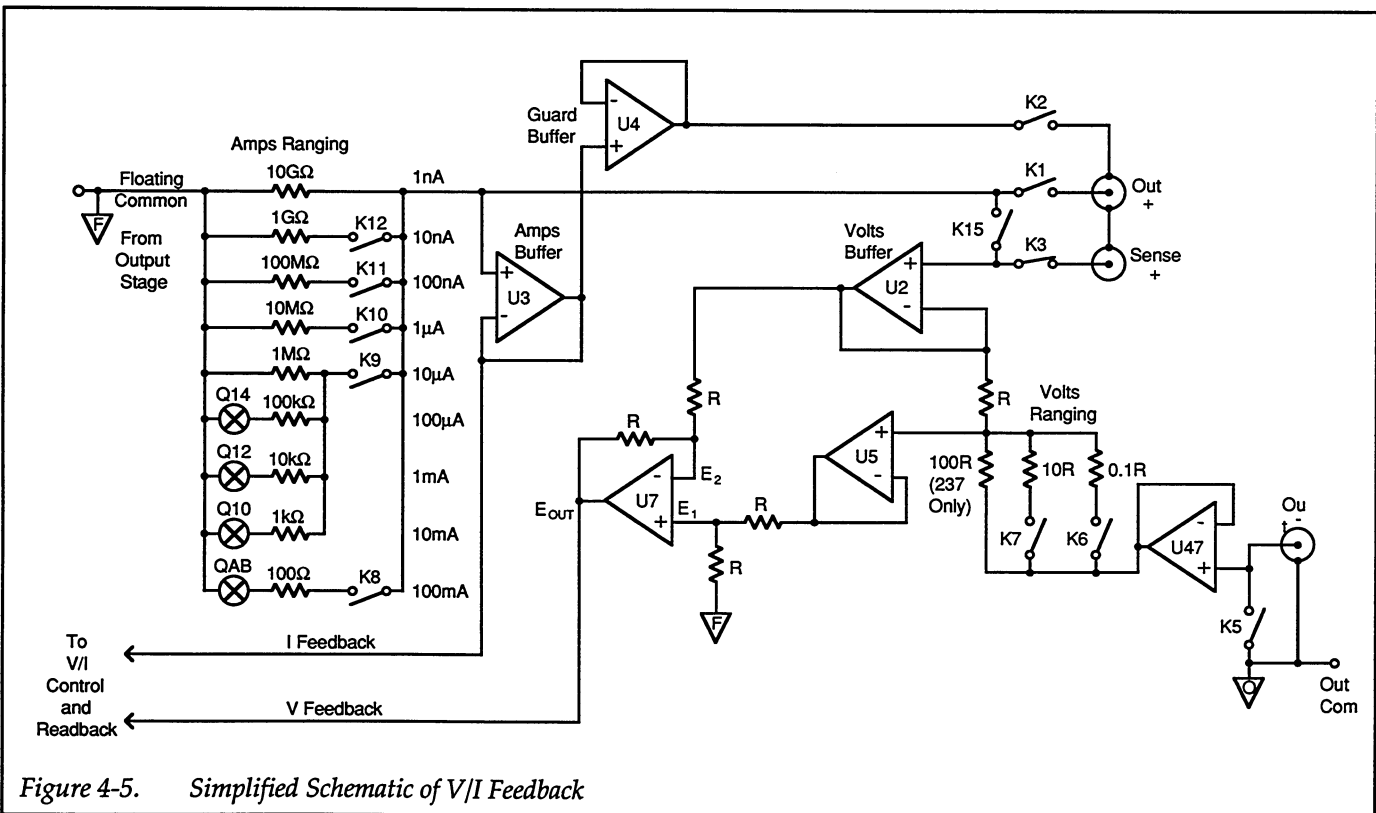 Guard
Buffer
-
U4
+
K2
Amps Ranging
10GΩ
1nA
Floating
Common
F
From
Output
Stage
K1
Out
+
1GΩ
K12
10nA
Amps
Buffer
K15
Volts
Buffer
K3
Sense
+
100MΩ
K11
100nA
+
U3
-
+
U2
-
10MΩ
K10
1µA
1MΩ
K9
10µA
Q14
100kΩ
100µA
R
R
R
Volts
Ranging
Q12
10kΩ
1mA
+
U5
-
100R
(237
Only)
10R
0.1R
-
U7
+
E2
E1
EOUT
R
Q10
1kΩ
10mA
K7
K6
-
U47
+
Ou
t -
QAB
100Ω
K8
100mA
R
F
K5
O
Out
Com
To
V/I
Control
and
Readback
I Feedback
V Feedback
Figure 4-5. Simplified Schematic of V/I Feedback